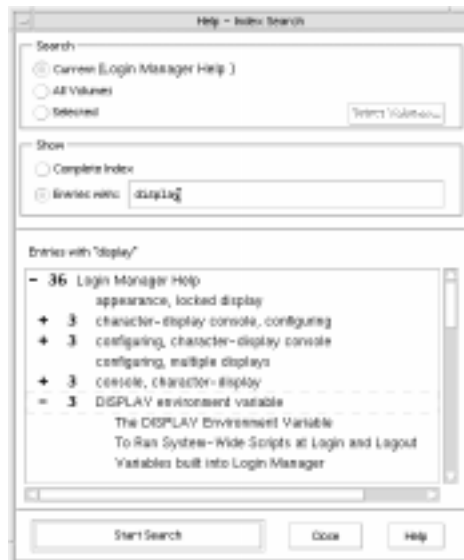 Help - Index Search
Search
Current (Login Manager Help )
All Volumes
Selected
Select Volumes...
Show
Complete Index
Entries with: display
Entries with "display"
- 36 Login Manager Help
appearance, locked display
+ 3 character-display console, configuring
+ 3 configuring, character-display console
configuring, multiple displays
+ 3 console, character-display
- 3 DISPLAY environment variable
The DISPLAY Environment Variable
To Run System-Wide Scripts at Login and Logout
Variables built into Login Manager
Start Search
Close
Help